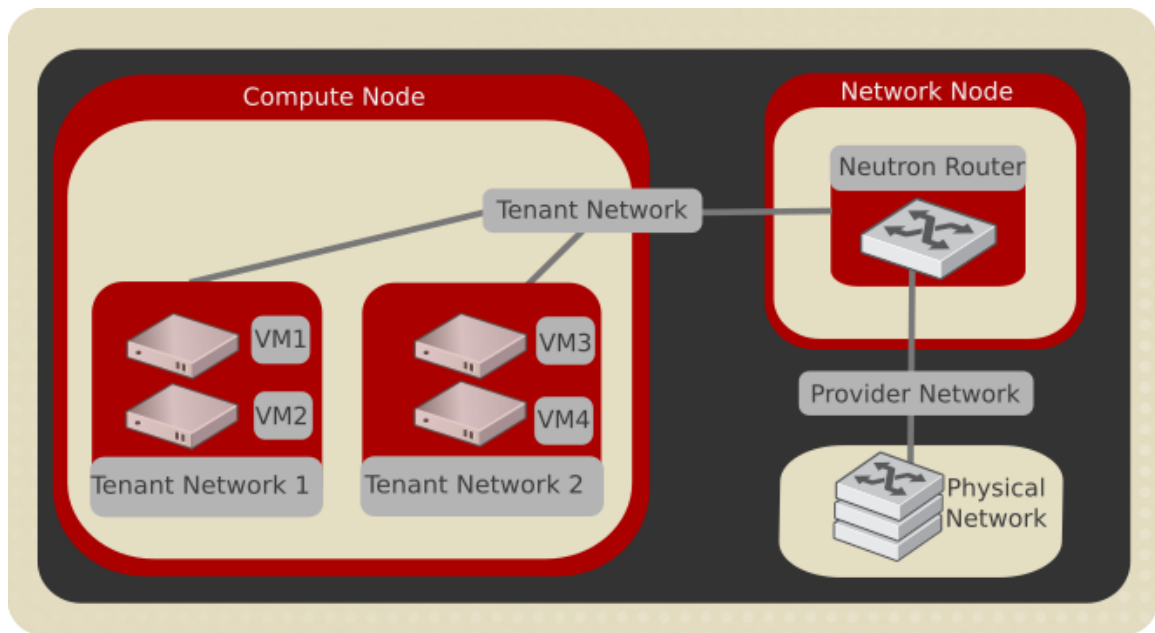 Compute Node
Network Node
Neutron Router
Tenant Network
VM1
VM2
Tenant Network 1
VM3
VM4
Tenant Network 2
Provider Network
Physical
Network